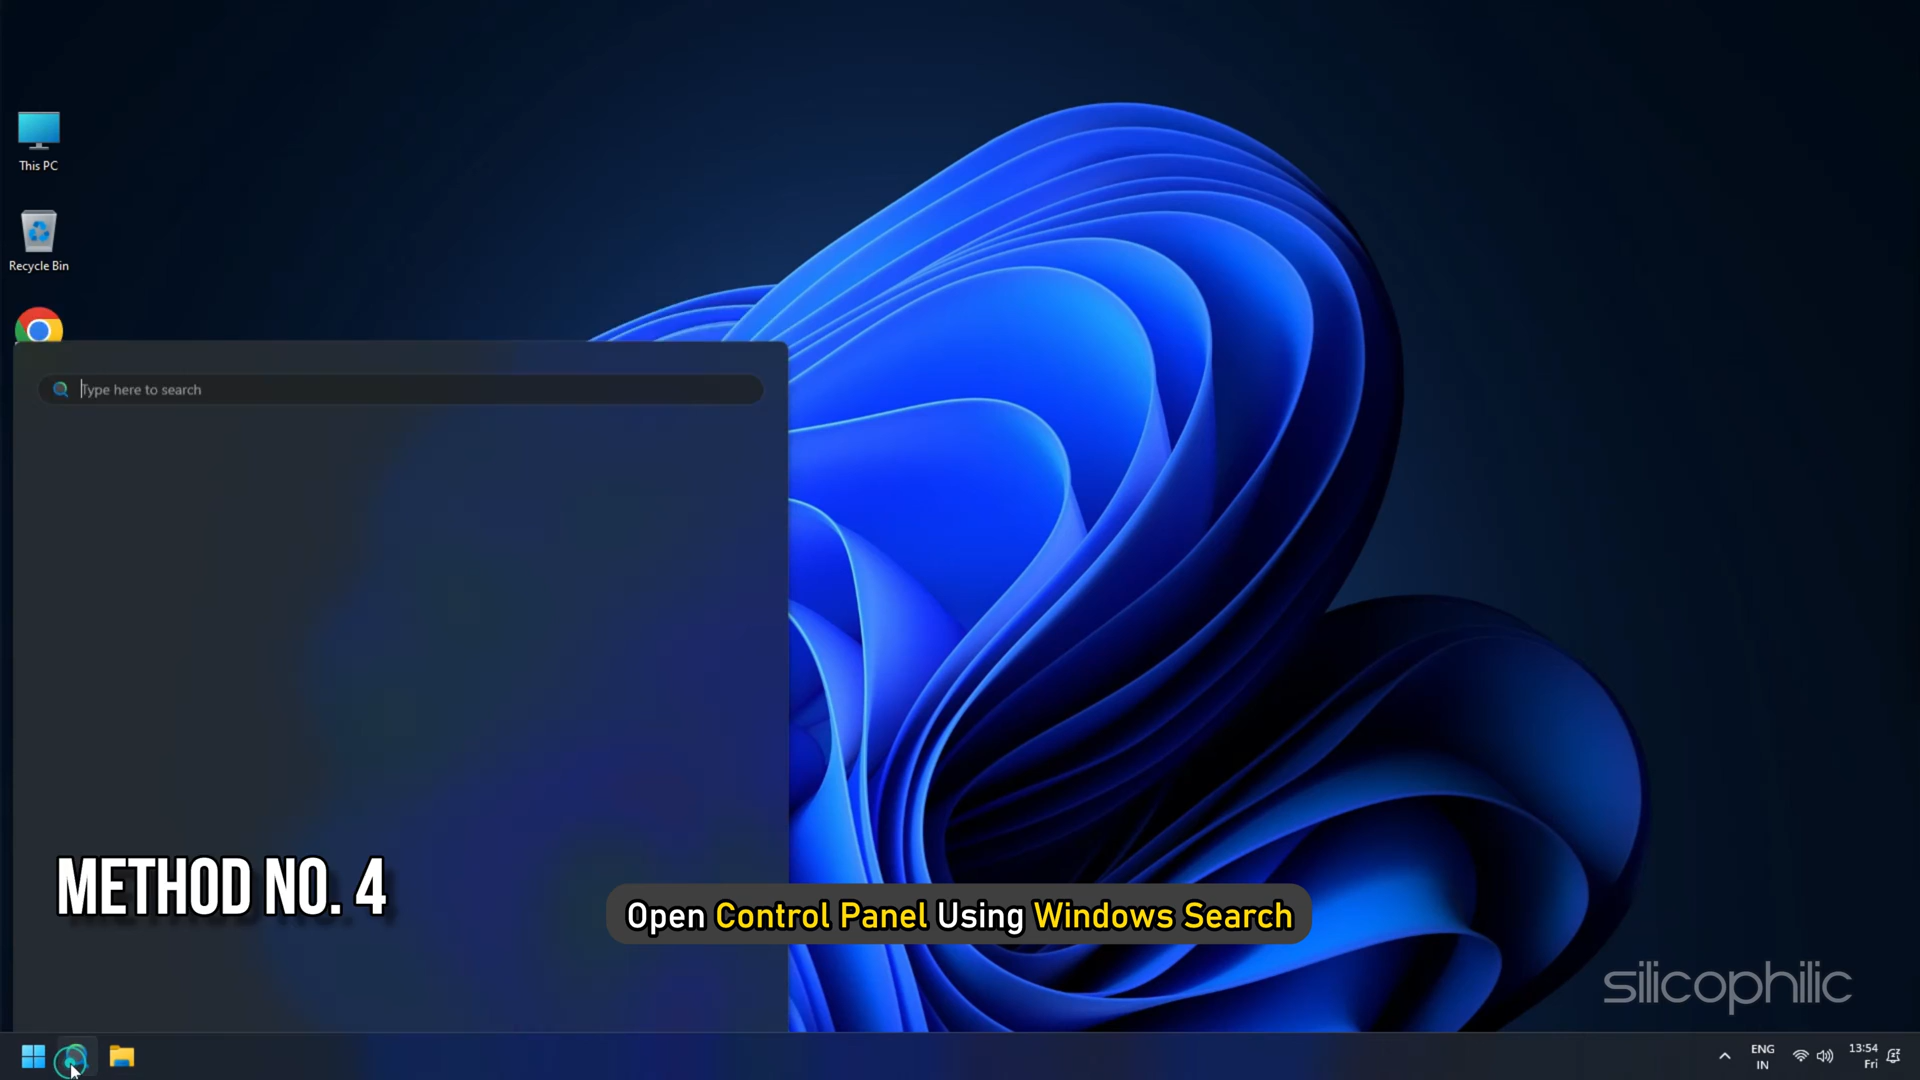 This PC
Recycle Bin
Type here to search
METHOD NO. 4
Open Control Panel Using Windows Search
silicophilic
ENG
IN
13:54
Fri